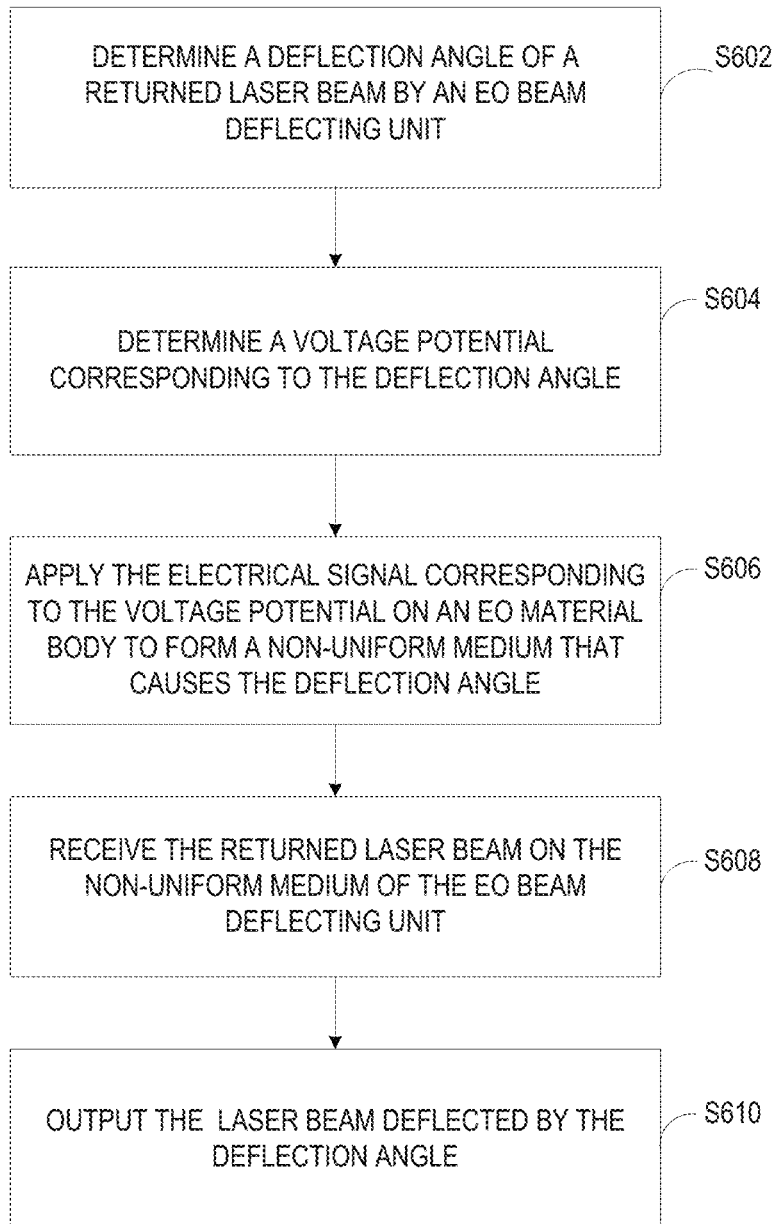 DETERMINE A DEFLECTION ANGLE OF A
RETURNED LASER BEAM BY AN EO BEAM
DEFLECTING UNIT
S602
DETERMINE A VOLTAGE POTENTIAL
CORRESPONDING TO THE DEFLECTION ANGLE
S604
APPLY THE ELECTRICAL SIGNAL CORRESPONDING
TO THE VOLTAGE POTENTIAL ON AN EO MATERIAL
BODY TO FORM A NON-UNIFORM MEDIUM THAT
CAUSES THE DEFLECTION ANGLE
S606
RECEIVE THE RETURNED LASER BEAM ON THE
NON-UNIFORM MEDIUM OF THE EO BEAM
DEFLECTING UNIT
S608
OUTPUT THE LASER BEAM DEFLECTED BY THE
DEFLECTION ANGLE
S610